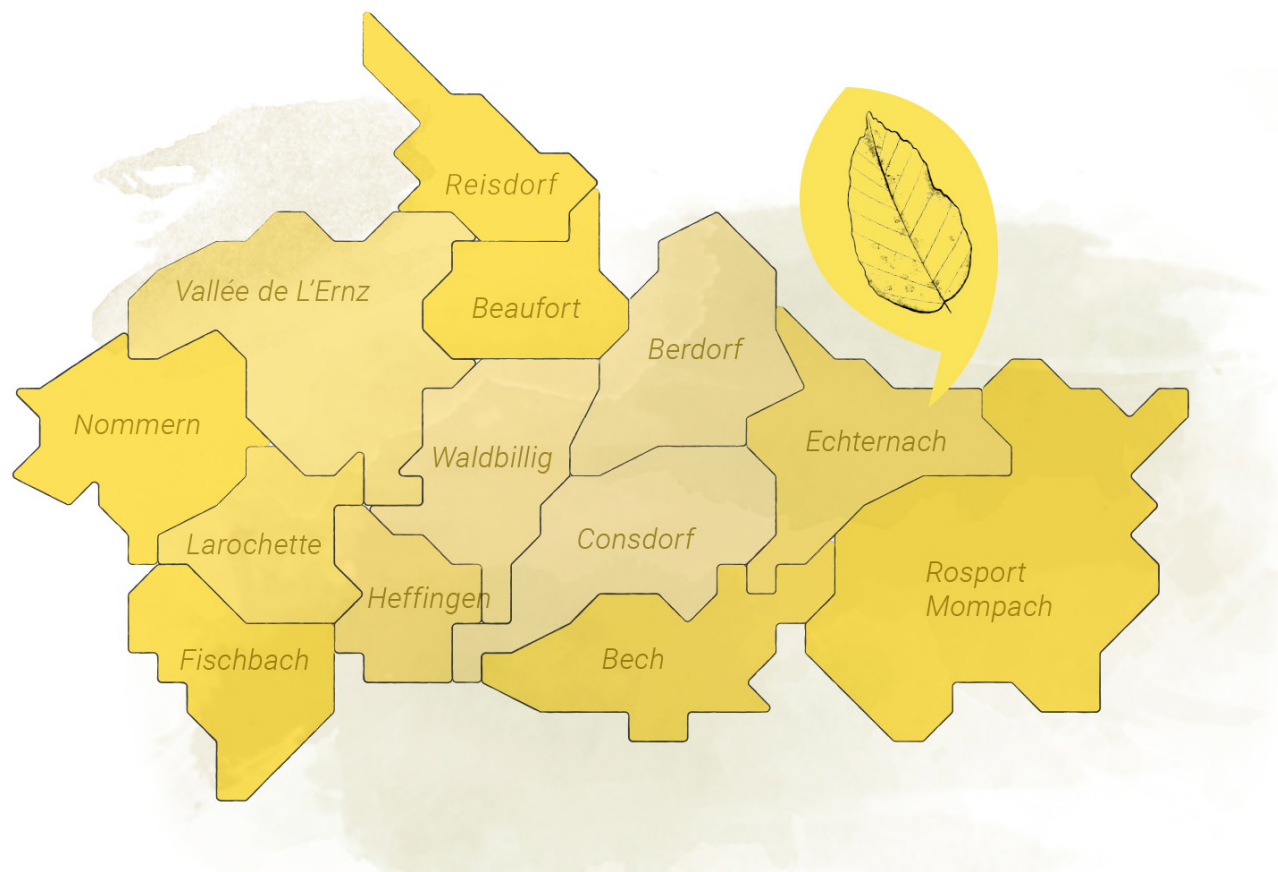 Reisdorf
Vallée de L'Ernz
Beaufort
Berdorf
Nommern
Echternach
Waldbillig
Larochette
Consdorf
Heffingen
Rosport
Mompach
Fischbach
Bech